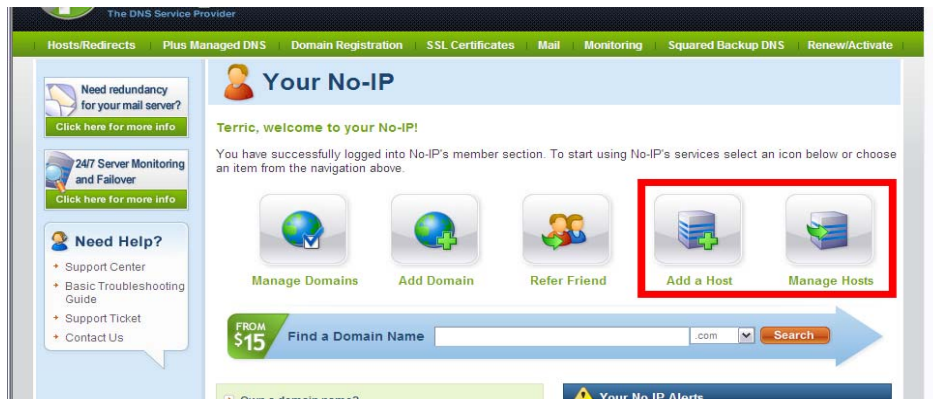 The DNS Service Provider
Hosts/Redirects Plus Managed DNS Domain Registration SSL Certificates Mail Monitoring Squared Backup DNS Renew/Activate
Need redundancy
for your mail server?
Click here for more info
24/7 Server Monitoring
and Failover
Click here for more info
Need Help?
Support Center
Basic Troubleshooting
Guide
Support Ticket
Contact Us
Your No-IP
Terric, welcome to your No-IP!
You have successfully logged into No-IP's member section. To start using No-IP's services select an icon below or choose
an item from the navigation above.
Manage Domains Add Domain Refer Friend Add a Host Manage Hosts
FROM
$15
Find a Domain Name .com Search
Own a domain name?
Your No-IP Alerts